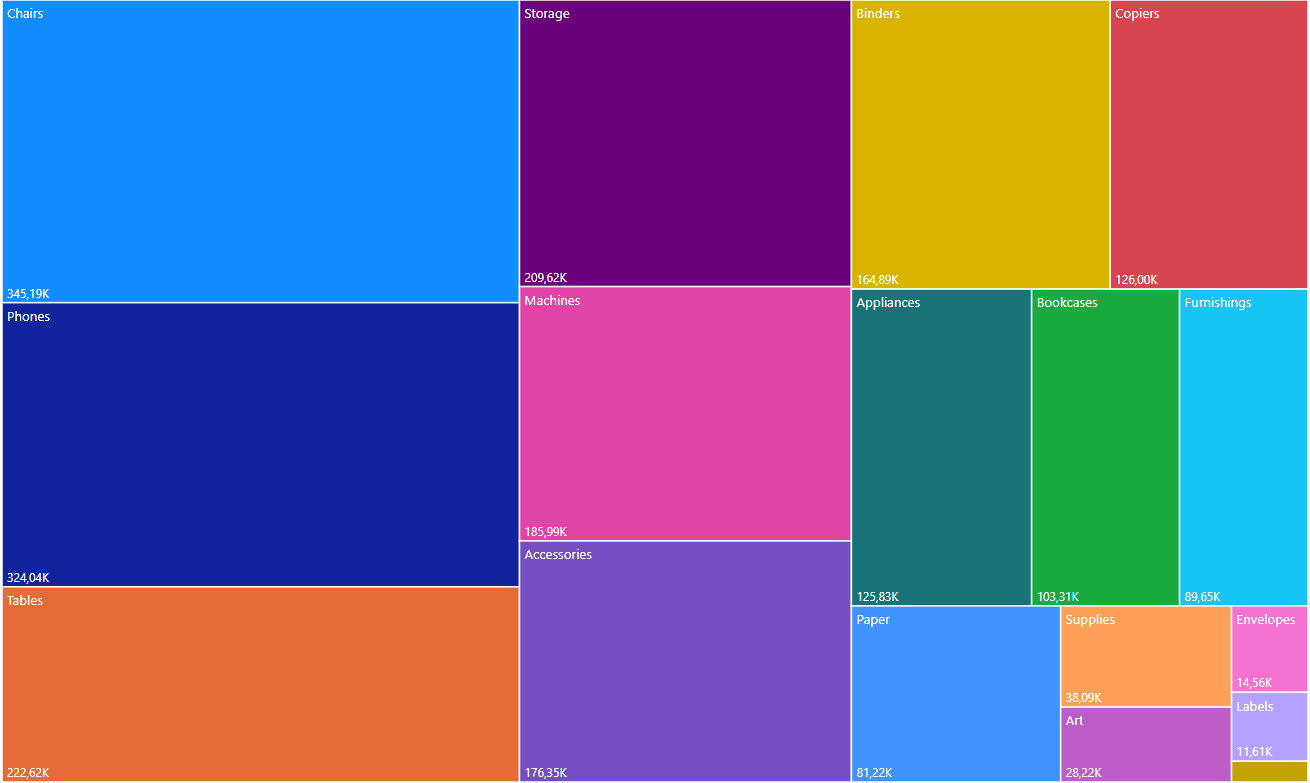 Chairs
345,19K
Phones
324,04K
Tables
222,62K
Storage
209,62K
Machines
185,99K
Accessories
176,35K
Binders
164,89K
Copiers
126,00K
Appliances
125,83K
Bookcases
103,31K
Furnishings
89,65K
Paper
81,22K
Supplies
38,09K
Art
28,22K
Envelopes
14,56K
Labels
11,61K